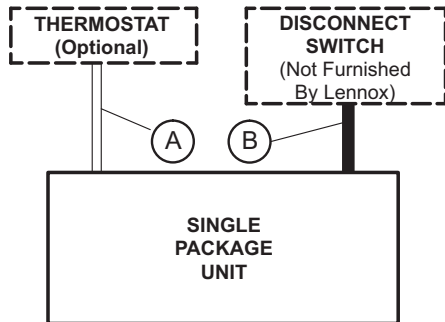 THERMOSTAT
(Optional)
DISCONNECT
SWITCH
(Not Furnished
By Lennox)
A
B
SINGLE
PACKAGE
UNIT